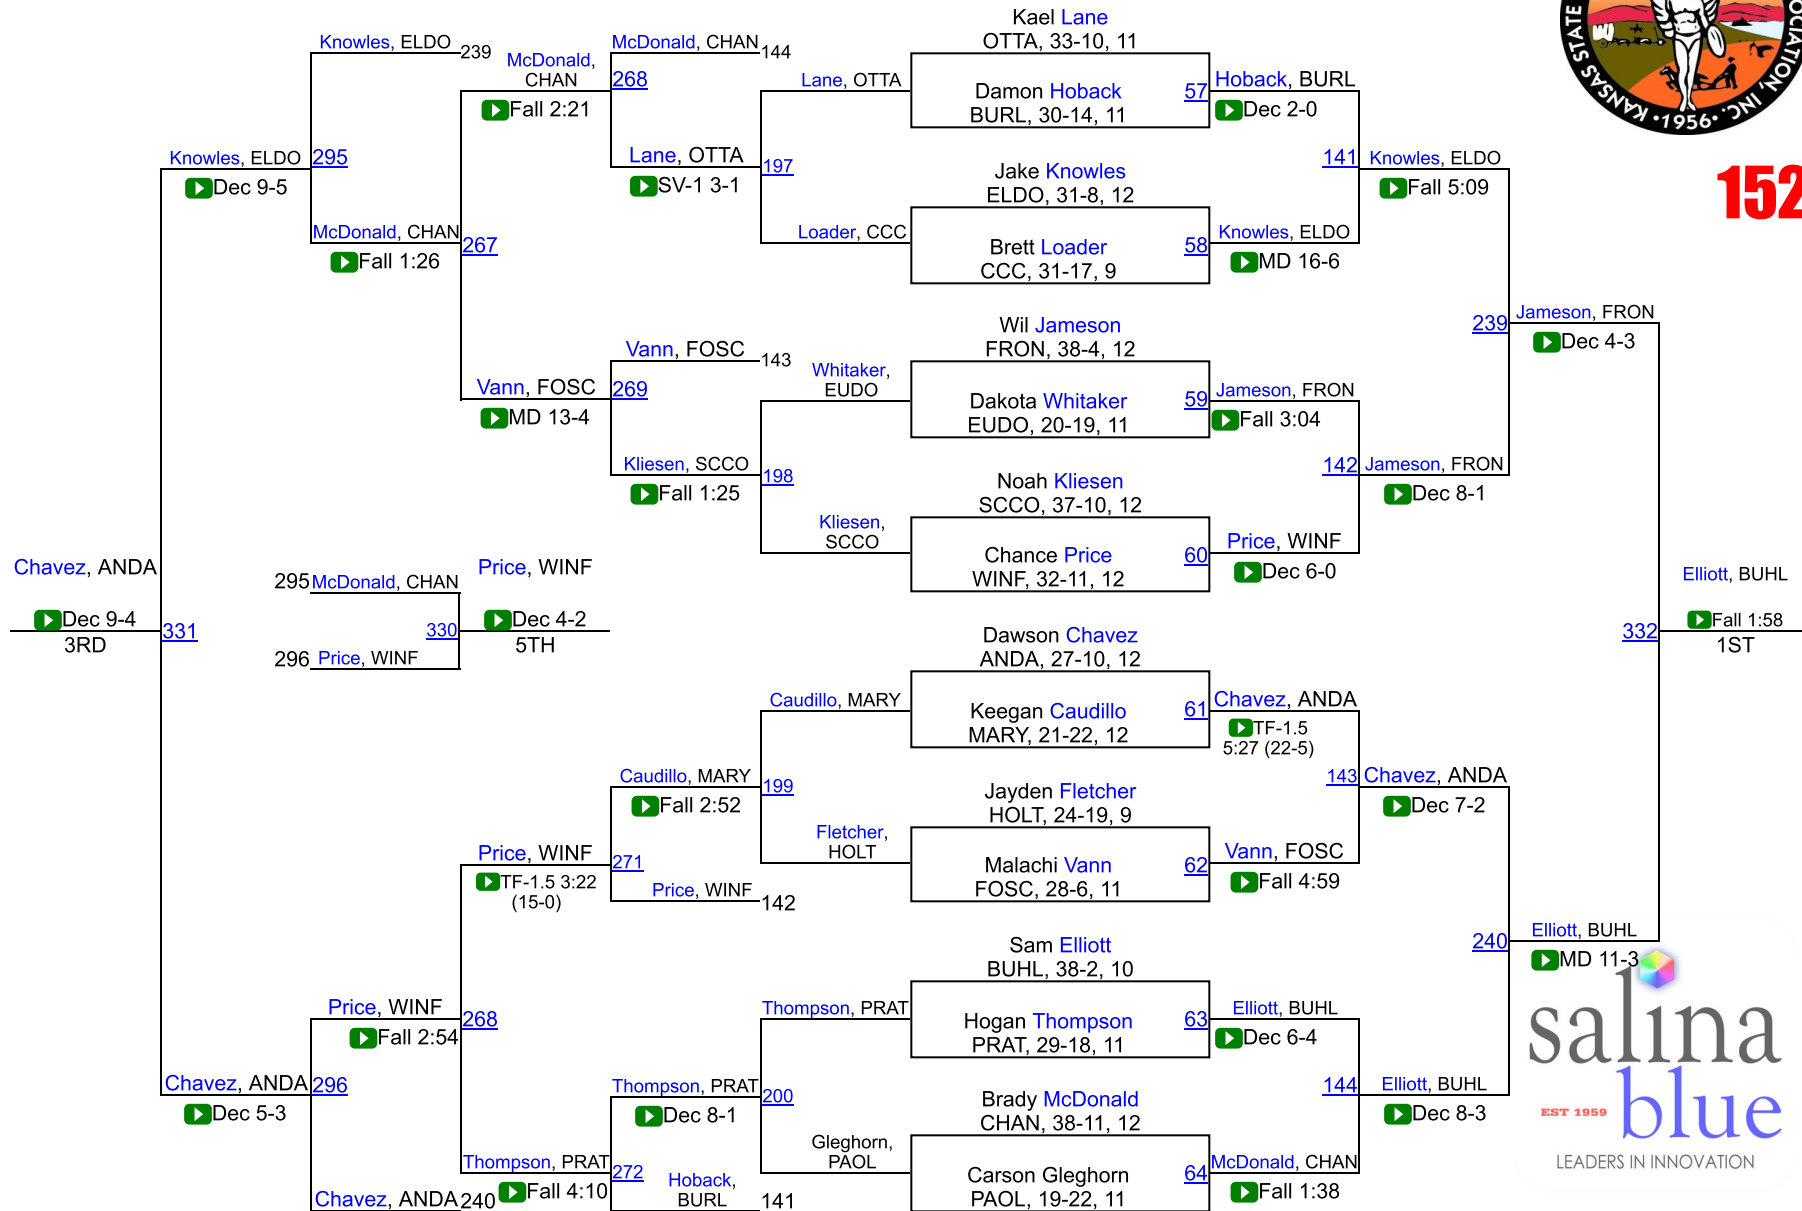 Kael Lane
OTTA, 33-10, 11
Damon Hoback
BURL, 30-14, 11
57
Jake Knowles
ELDO, 31-8, 12
Brett Loader
CCC, 31-17, 9
58
Wil Jameson
FRON, 38-4, 12
Dakota Whitaker
EUDO, 20-19, 11
59
Noah Kliesen
SCCO, 37-10, 12
Chance Price
WINF, 32-11, 12
60
Dawson Chavez
ANDA, 27-10, 12
Keegan Caudillo
MARY, 21-22, 12
61
Jayden Fletcher
HOLT, 24-19, 9
Malachi Vann
FOSC, 28-6, 11
62
Sam Elliott
BUHL, 38-2, 10
Hogan Thompson
PRAT, 29-18, 11
63
Brady McDonald
CHAN, 38-11, 12
Carson Gleghorn
PAOL, 19-22, 11
64
Hoback, BURL
Dec 2-0
141
Knowles, ELDO
MD 16-6
Jameson, FRON
Fall 3:04
142
Price, WINF
Dec 6-0
Chavez, ANDA
TF-1.5
5:27 (22-5)
143
Vann, FOSC
Fall 4:59
Elliott, BUHL
Dec 6-4
144
McDonald, CHAN
Fall 1:38
Knowles, ELDO
Fall 5:09
239
Jameson, FRON
Dec 8-1
Chavez, ANDA
Dec 7-2
240
Elliott, BUHL
Dec 8-3
Jameson, FRON
Dec 4-3
332
Elliott, BUHL
MD 11-3
Elliott, BUHL
Fall 1:58
1ST
Lane, OTTA
197
Loader, CCC
Whitaker,
EUDO
198
Kliesen,
SCCO
Caudillo, MARY
199
Fletcher,
HOLT
Thompson, PRAT
200
Gleghorn,
PAOL
McDonald, CHAN
144
268
Lane, OTTA
SV-1 3-1
Vann, FOSC
143
269
Kliesen, SCCO
Fall 1:25
Caudillo, MARY
Fall 2:52
271
Price, WINF
142
Thompson, PRAT
Dec 8-1
272
Hoback,
BURL
141
McDonald,
CHAN
Fall 2:21
267
Vann, FOSC
MD 13-4
Price, WINF
TF-1.5 3:22
(15-0)
268
Thompson, PRAT
Fall 4:10
Knowles, ELDO
239
295
McDonald, CHAN
Fall 1:26
Price, WINF
Fall 2:54
296
Chavez, ANDA
240
Knowles, ELDO
Dec 9-5
331
Chavez, ANDA
Dec 5-3
Chavez, ANDA
Dec 9-4
3RD
295
McDonald, CHAN
330
296
Price, WINF
Price, WINF
Dec 4-2
5TH
KANSAS STATE
OCIATION, INC.
•1956•
152
salina
blue
EST 1959
LEADERS IN INNOVATION